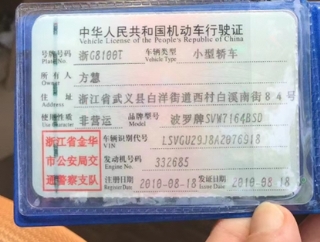 中华人民共和国机动车行驶证
Vehicle License of the People's Republic of China
号牌号码 浙G8100T 车辆类型 小型轿车
Plate No. Vehicle Type
所有人 方慧
Owner
住址 浙江省武义县白洋街道西村白溪南街84号
Address
使用性质 非营运 品牌型号 波罗牌SVW7164BSD
Use Character Model
浙江省金华
市公安局交
通警察支队
车辆识别代号 LSVGU29J8A2076918
VIN
发动机号码 332685
Engine No.
注册日期 2010-08-18 发证日期 2010-08-18
Register Date Issue Date